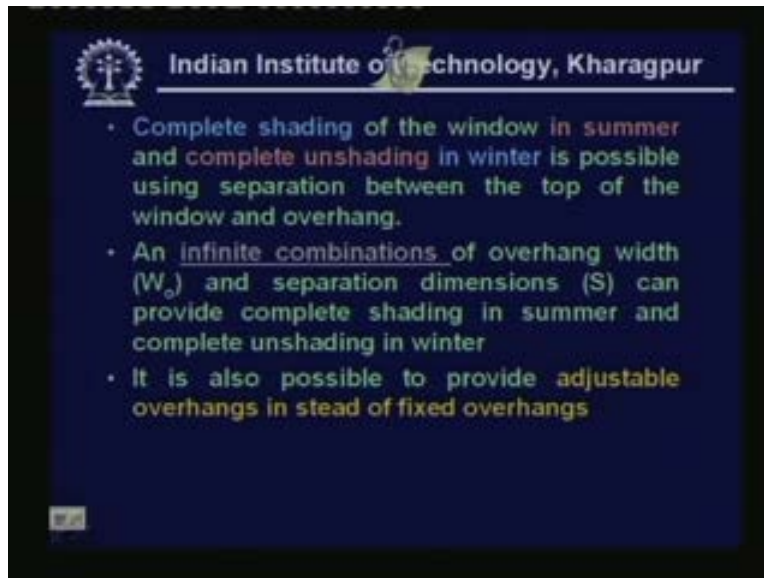 Indian Institute of Technology, Kharagpur
• Complete shading of the window in summer
and complete unshading in winter is possible
using separation between the top of the
window and overhang.
• An infinite combinations of overhang width
(Wₒ) and separation dimensions (S) can
provide complete shading in summer and
complete unshading in winter
• It is also possible to provide adjustable
overhangs in stead of fixed overhangs